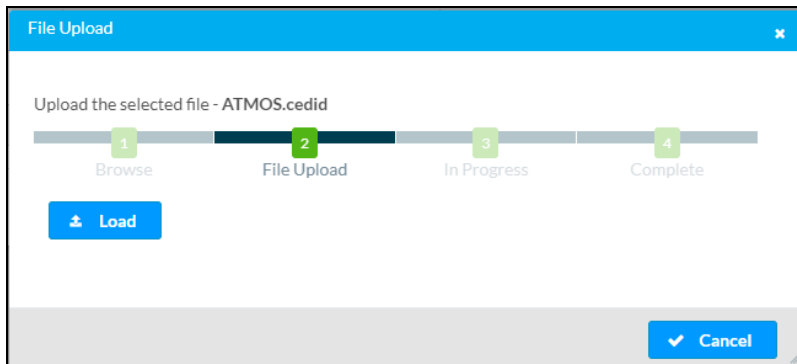 File Upload
Upload the selected file - ATMOS.cedid
1 2 3 4
Browse File Upload In Progress Complete
Load
Cancel